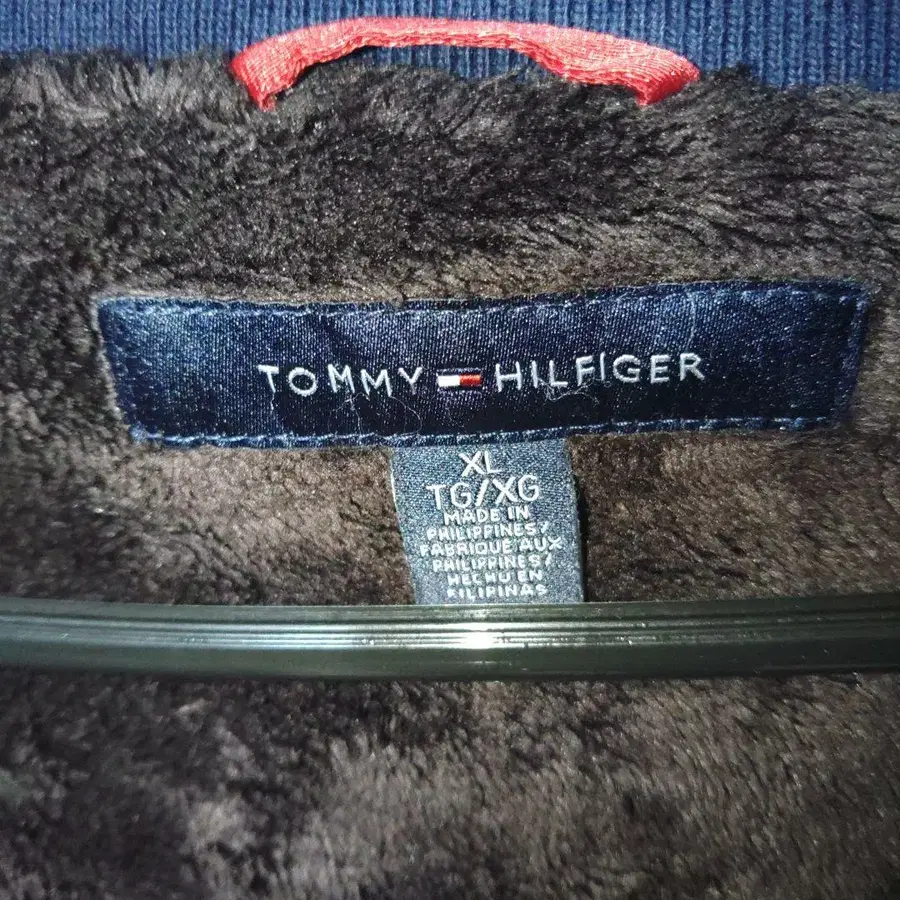 TOMMY HILFIGER
XL
TG/XG
MADE IN
PHILIPPINES/
FABRIQUE AUX
PHILIPPINES/
HECHO EN
FILIPINAS